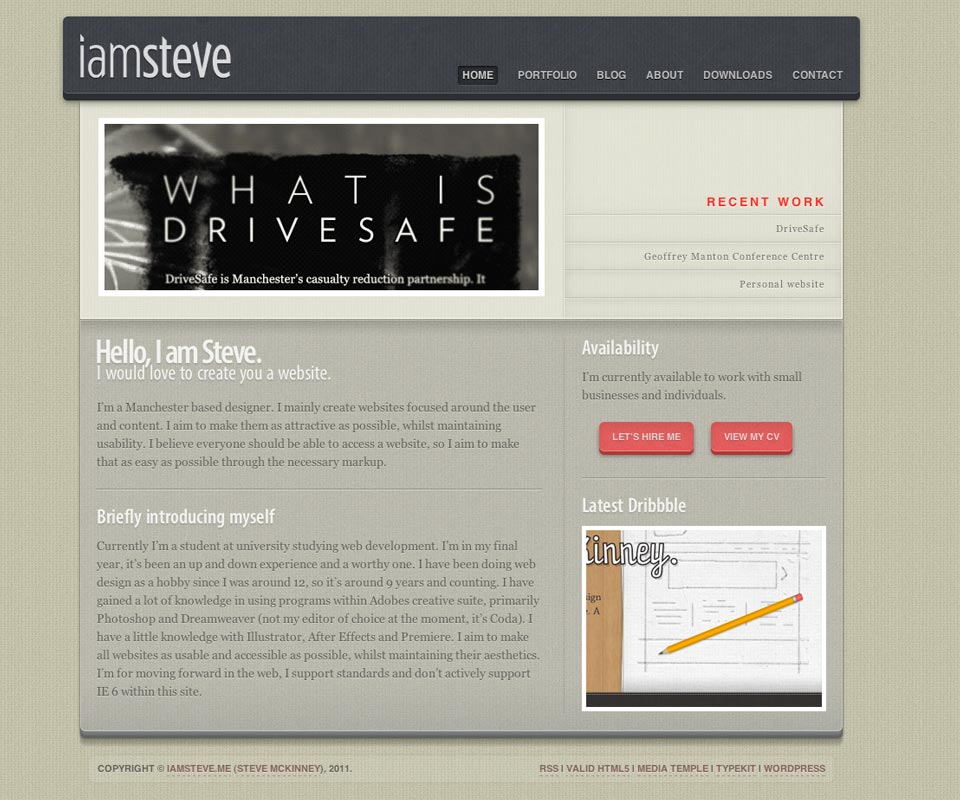 iamsteve
HOME PORTFOLIO BLOG ABOUT DOWNLOADS CONTACT
WHAT IS
DRIVESAFE
DriveSafe is Manchester's casualty reduction partnership. It
RECENT WORK
DriveSafe
Geoffrey Manton Conference Centre
Personal website
Hello, I am Steve.
I would love to create you a website.
I'm a Manchester based designer. I mainly create websites focused around the user
and content. I aim to make them as attractive as possible, whilst maintaining
usability. I believe everyone should be able to access a website, so I aim to make
that as easy as possible through the necessary markup.
Briefly introducing myself
Currently I'm a student at university studying web development. I'm in my final
year, it's been an up and down experience and a worthy one. I have been doing web
design as a hobby since I was around 12, so it's around 9 years and counting. I have
gained a lot of knowledge in using programs within Adobes creative suite, primarily
Photoshop and Dreamweaver (not my editor of choice at the moment, it's Coda). I
have a little knowledge with Illustrator, After Effects and Premiere. I aim to make
all websites as usable and accessible as possible, whilst maintaining their aesthetics.
I'm for moving forward in the web, I support standards and don't actively support
IE 6 within this site.
Availability
I'm currently available to work with small
businesses and individuals.
LET'S HIRE ME VIEW MY CV
Latest Dribbble
Kinney.
ign
r. A
COPYRIGHT © IAMSTEVE.ME (STEVE MCKINNEY), 2011.
RSS | VALID HTML5 | MEDIA TEMPLE | TYPEKIT | WORDPRESS